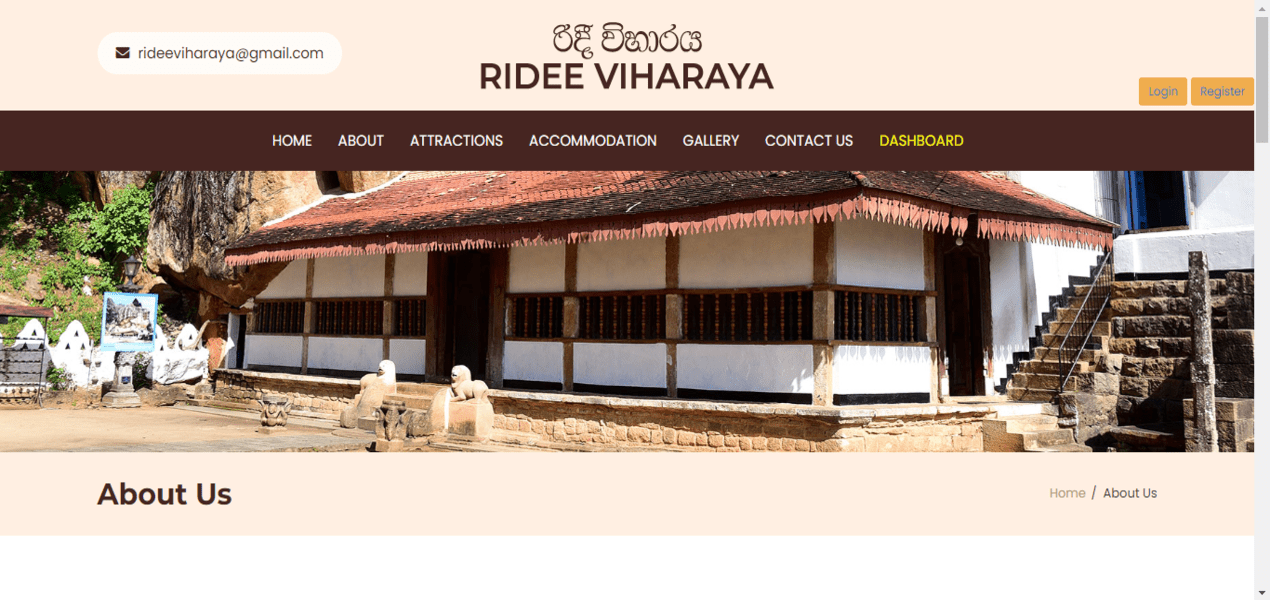 rideeviharaya@gmail.com
රිදී විහාරය
RIDEE VIHARAYA
Login Register
HOME ABOUT ATTRACTIONS ACCOMMODATION GALLERY CONTACT US DASHBOARD
About Us
Home / About Us